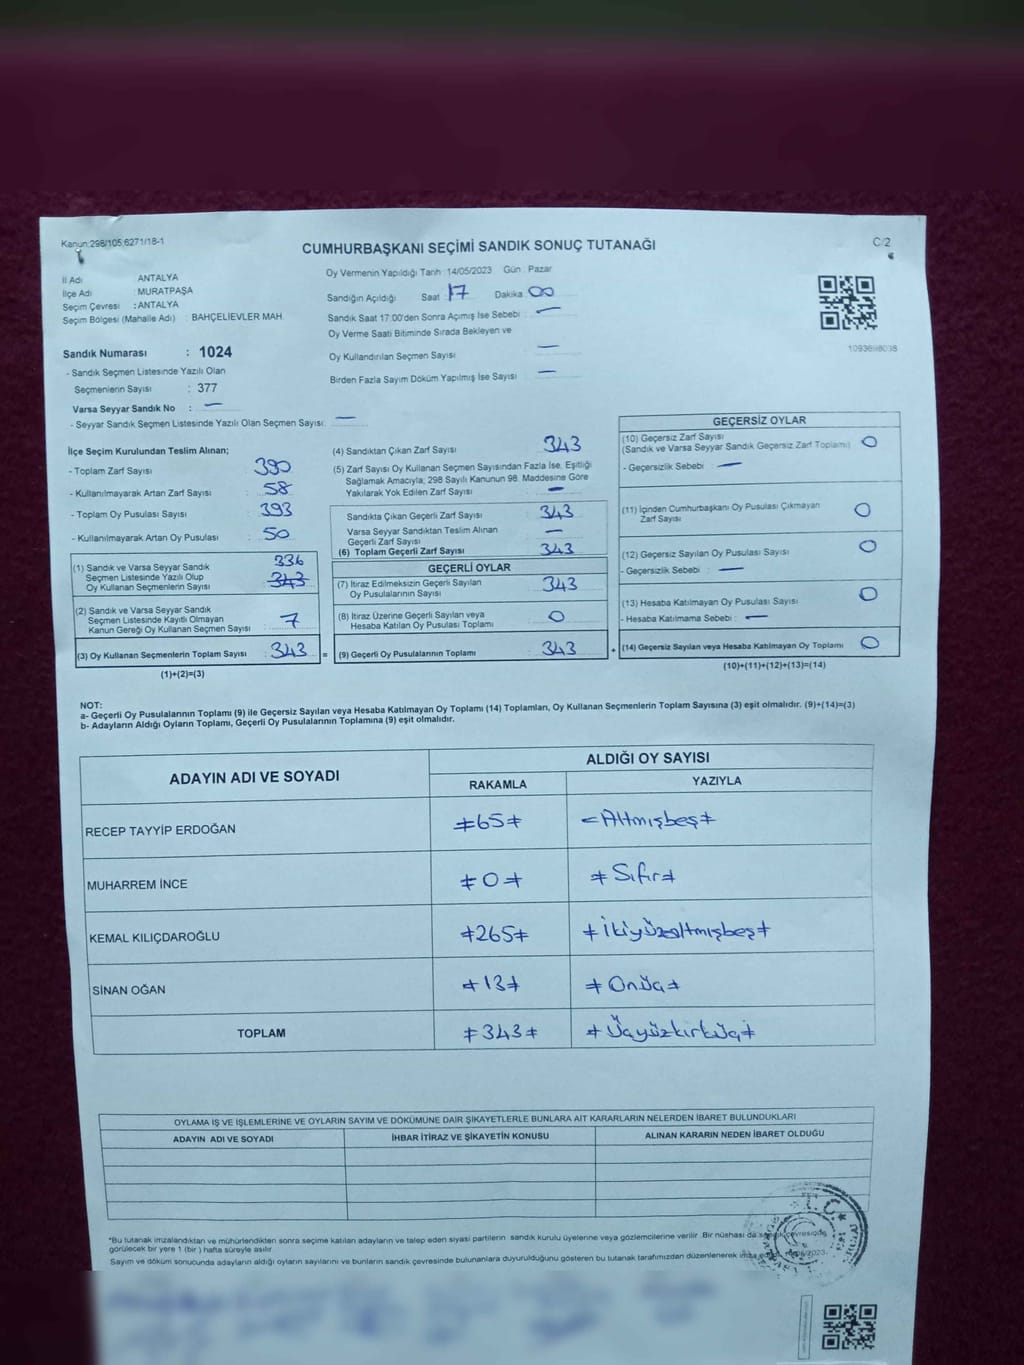 Kanun:298/105,6271/18-1
CUMHURBAŞKANI SEÇİMİ SANDIK SONUÇ TUTANAĞI
C/2
İl Adı ANTALYA
İlçe Adı : MURATPAŞA
Seçim Çevresi : ANTALYA
Seçim Bölgesi (Mahalle Adı) : BAHÇELİEVLER MAH.
Sandık Numarası : 1024
- Sandık Seçmen Listesinde Yazılı Olan
Seçmenlerin Sayısı : 377
Varsa Seyyar Sandık No : —
- Seyyar Sandık Seçmen Listesinde Yazılı Olan Seçmen Sayısı: —
Oy Vermenin Yapıldığı Tarih : 14/05/2023 Gün : Pazar
Sandığın Açıldığı Saat : 17 Dakika : 00
Sandık Saat 17:00'den Sonra Açımış İse Sebebi : —
Oy Verme Saati Bitiminde Sırada Bekleyen ve
Oy Kullandırılan Seçmen Sayısı —
Birden Fazla Sayım Döküm Yapılmış İse Sayısı : —
1093698038
İlçe Seçim Kurulundan Teslim Alınan;
- Toplam Zarf Sayısı : 390
- Kullanılmayarak Artan Zarf Sayısı : 58
- Toplam Oy Pusulası Sayısı : 393
- Kullanılmayarak Artan Oy Pusulası : 50
(1) Sandık ve Varsa Seyyar Sandık
Seçmen Listesinde Yazılı Olup
Oy Kullanan Seçmenlerin Sayısı
336
343
(2) Sandık ve Varsa Seyyar Sandık
Seçmen Listesinde Kayıtlı Olmayan
Kanun Gereği Oy Kullanan Seçmen Sayısı : 7
(3) Oy Kullanan Seçmenlerin Toplam Sayısı : 343 =
(1)+(2)=(3)
(4) Sandıktan Çıkan Zarf Sayısı 343
(5) Zarf Sayısı Oy Kullanan Seçmen Sayısından Fazla İse, Eşitliği
Sağlamak Amacıyla; 298 Sayılı Kanunun 98. Maddesine Göre
Yakılarak Yok Edilen Zarf Sayısı —
Sandıkta Çıkan Geçerli Zarf Sayısı : 343
Varsa Seyyar Sandıktan Teslim Alınan
Geçerli Zarf Sayısı —
(6) Toplam Geçerli Zarf Sayısı : 343
GEÇERLİ OYLAR
(7) İtiraz Edilmeksizin Geçerli Sayılan
Oy Pusulalarının Sayısı : 343
(8) İtiraz Üzerine Geçerli Sayılan veya
Hesaba Katılan Oy Pusulası Toplamı : 0
(9) Geçerli Oy Pusulalarının Toplamı : 343 +
GEÇERSİZ OYLAR
(10) Geçersiz Zarf Sayısı
(Sandık ve Varsa Seyyar Sandık Geçersiz Zarf Toplamı) : 0
- Geçersizlik Sebebi : —
(11) İçinden Cumhurbaşkanı Oy Pusulası Çıkmayan
Zarf Sayısı 0
(12) Geçersiz Sayılan Oy Pusulası Sayısı : 0
- Geçersizlik Sebebi : —
(13) Hesaba Katılmayan Oy Pusulası Sayısı : 0
- Hesaba Katılmama Sebebi : —
(14) Geçersiz Sayılan veya Hesaba Katılmayan Oy Toplamı : 0
(10)+(11)+(12)+(13)=(14)
NOT:
a- Geçerli Oy Pusulalarının Toplamı (9) ile Geçersiz Sayılan veya Hesaba Katılmayan Oy Toplamı (14) Toplamları, Oy Kullanan Seçmenlerin Toplam Sayısına (3) eşit olmalıdır. (9)+(14)=(3)
b- Adayların Aldığı Oyların Toplamı, Geçerli Oy Pusulalarının Toplamına (9) eşit olmalıdır.
ADAYIN ADI VE SOYADI
ALDIĞI OY SAYISI
RAKAMLA YAZIYLA
RECEP TAYYİP ERDOĞAN ≠65≠ =Altmışbeş≠
MUHARREM İNCE ≠0≠ ≠Sıfır≠
KEMAL KILIÇDAROĞLU ≠265≠ ≠İkiyüzaltmışbeş≠
SİNAN OĞAN ≠13≠ ≠Onüç≠
TOPLAM ≠343≠ ≠Üçyüzkırküç≠
OYLAMA İŞ VE İŞLEMLERİNE VE OYLARIN SAYIM VE DÖKÜMÜNE DAİR ŞİKAYETLERLE BUNLARA AİT KARARLARIN NELERDEN İBARET BULUNDUKLARI
ADAYIN ADI VE SOYADI İHBAR İTİRAZ VE ŞİKAYETİN KONUSU ALINAN KARARIN NEDEN İBARET OLDUĞU
*Bu tutanak imzalandıktan ve mühürlendikten sonra seçime katılan adayların ve talep eden siyasi partilerin sandık kurulu üyelerine veya gözlemcilerine verilir. Bir nüshası da sandık çevresinde
görülecek bir yere 1 (bir) hafta süreyle asılır.
Sayım ve döküm sonucunda adayların aldığı oyların sayılarını ve bunların sandık çevresinde bulunanlara duyurulduğunu gösteren bu tutanak tarafımızdan düzenlenerek
T.C.